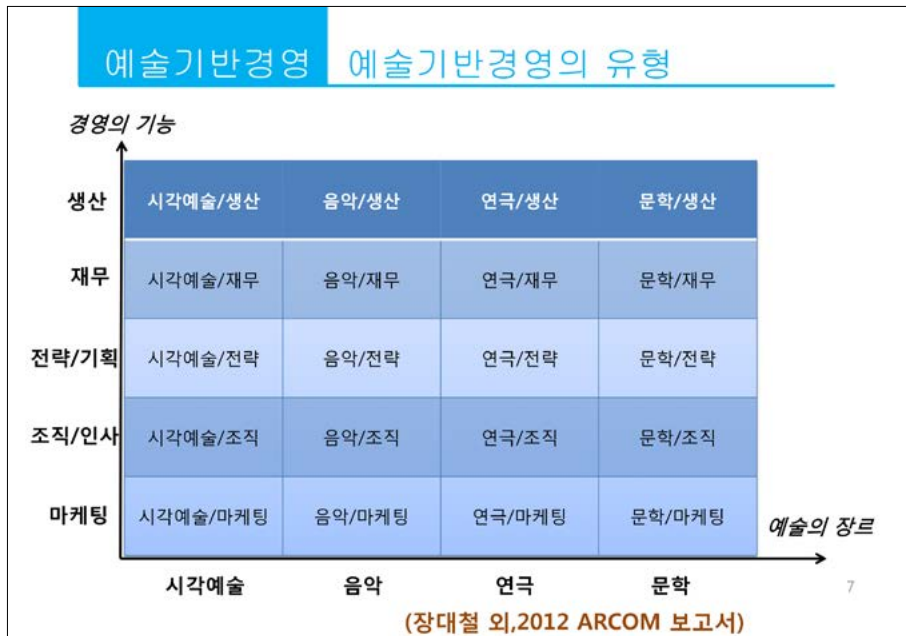 예술기반경영 예술기반경영의 유형
경영의 기능
생산 시각예술/생산 음악/생산 연극/생산 문학/생산
재무 시각예술/재무 음악/재무 연극/재무 문학/재무
전략/기획 시각예술/전략 음악/전략 연극/전략 문학/전략
조직/인사 시각예술/조직 음악/조직 연극/조직 문학/조직
마케팅 시각예술/마케팅 음악/마케팅 연극/마케팅 문학/마케팅
예술의 장르
시각예술 음악 연극 문학
7
(장대철 외,2012 ARCOM 보고서)